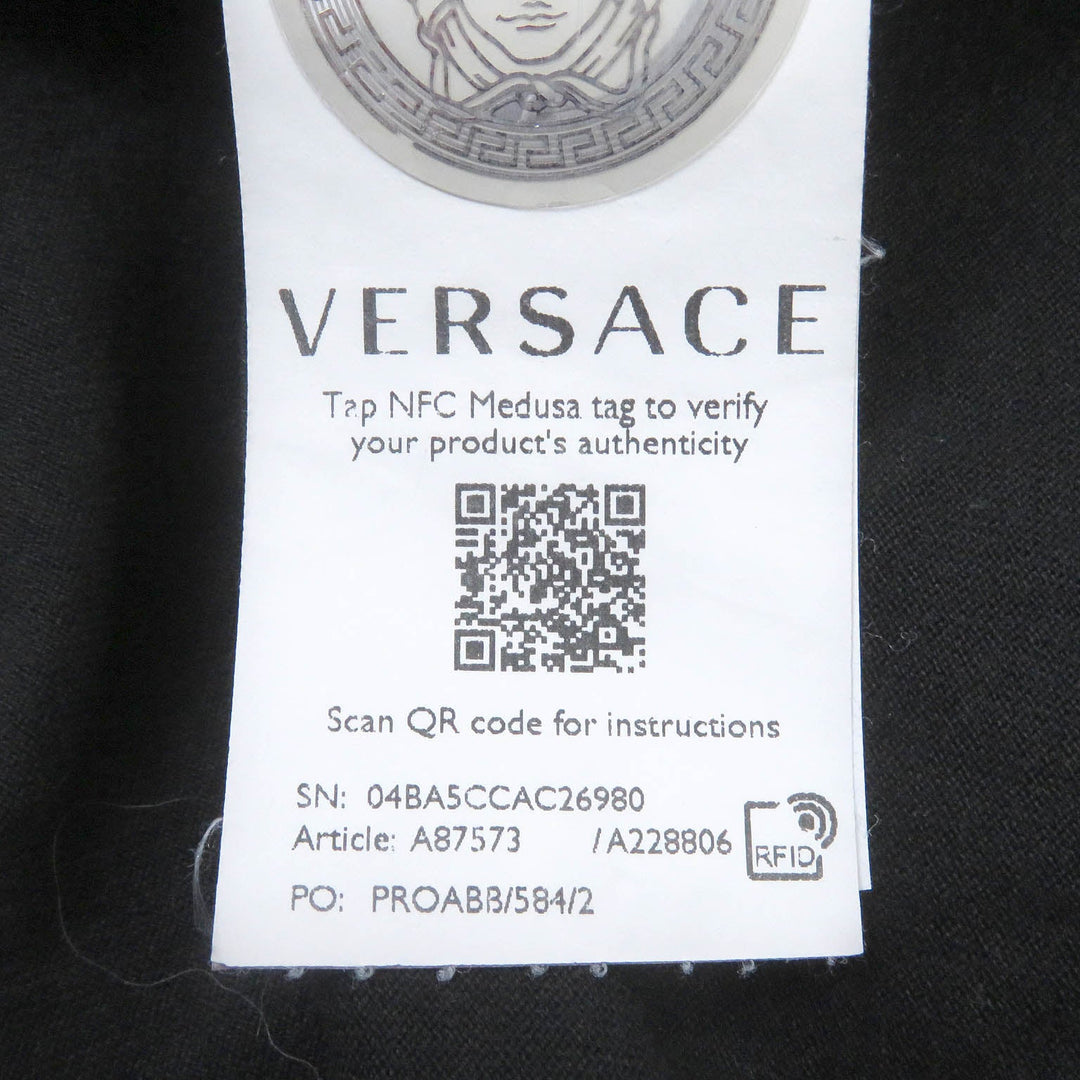 VERSACE
Tap NFC Medusa tag to verify
your product's authenticity
Scan QR code for instructions
SN: 04BA5CCAC26980
Article: A87573 /A228806
RFID
PO: PROABB/584/2